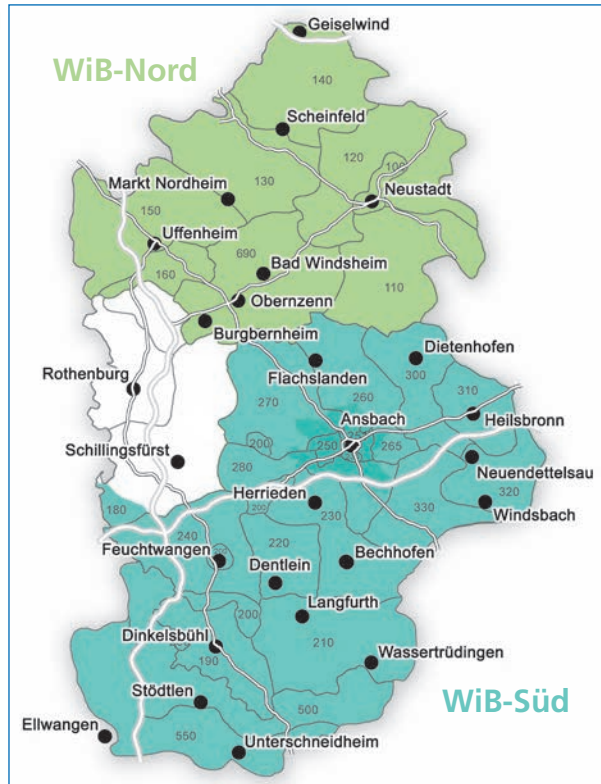 Geiselwind
WiB-Nord
140
Scheinfeld
120
100
Markt Nordheim
130
Neustadt
150
Uffenheim
690
Bad Windsheim
160
110
Obernzenn
Burgbernheim
Dietenhofen
Flachslanden
300
Rothenburg
270
260
310
Ansbach
Heilsbronn
200
250
265
Schillingsfürst
280
Neuendettelsau
Herrieden
200
320
180
230
330
Windsbach
240
Feuchtwangen
220
Bechhofen
Dentlein
200
Langfurth
210
Dinkelsbühl
190
Wassertrüdingen
Stödtlen
500
WiB-Süd
Ellwangen
550
Unterschneidheim